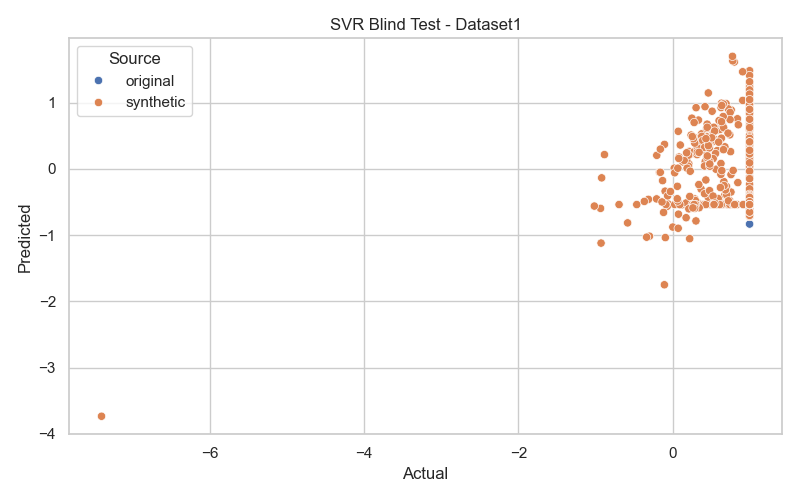 SVR Blind Test - Dataset1
Source
original
synthetic
1
0
−1
−2
−3
−4
Predicted
−6
−4
−2
0
Actual